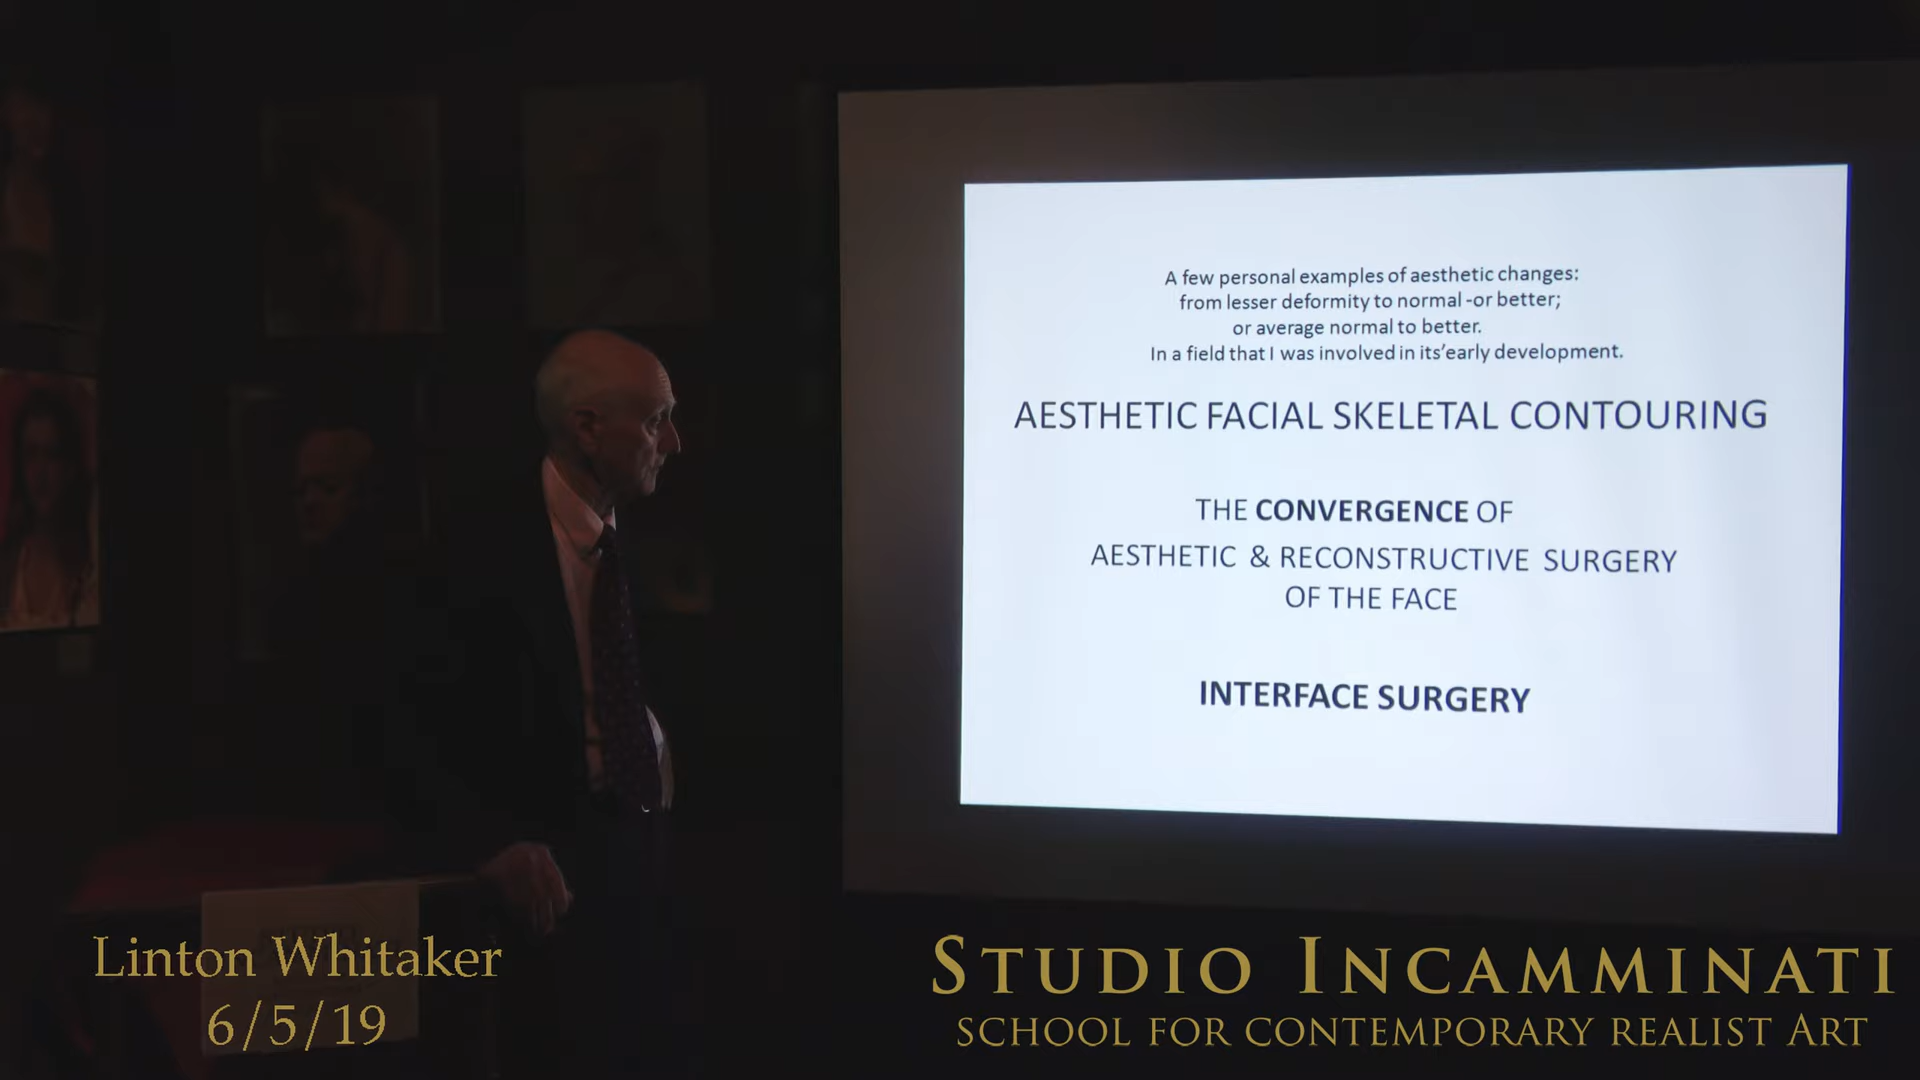 A few personal examples of aesthetic changes:
from lesser deformity to normal -or better;
or average normal to better.
In a field that I was involved in its'early development.
AESTHETIC FACIAL SKELETAL CONTOURING
THE CONVERGENCE OF
AESTHETIC & RECONSTRUCTIVE SURGERY
OF THE FACE
INTERFACE SURGERY
Linton Whitaker
6/5/19
STUDIO INCAMMINATI
SCHOOL FOR CONTEMPORARY REALIST ART